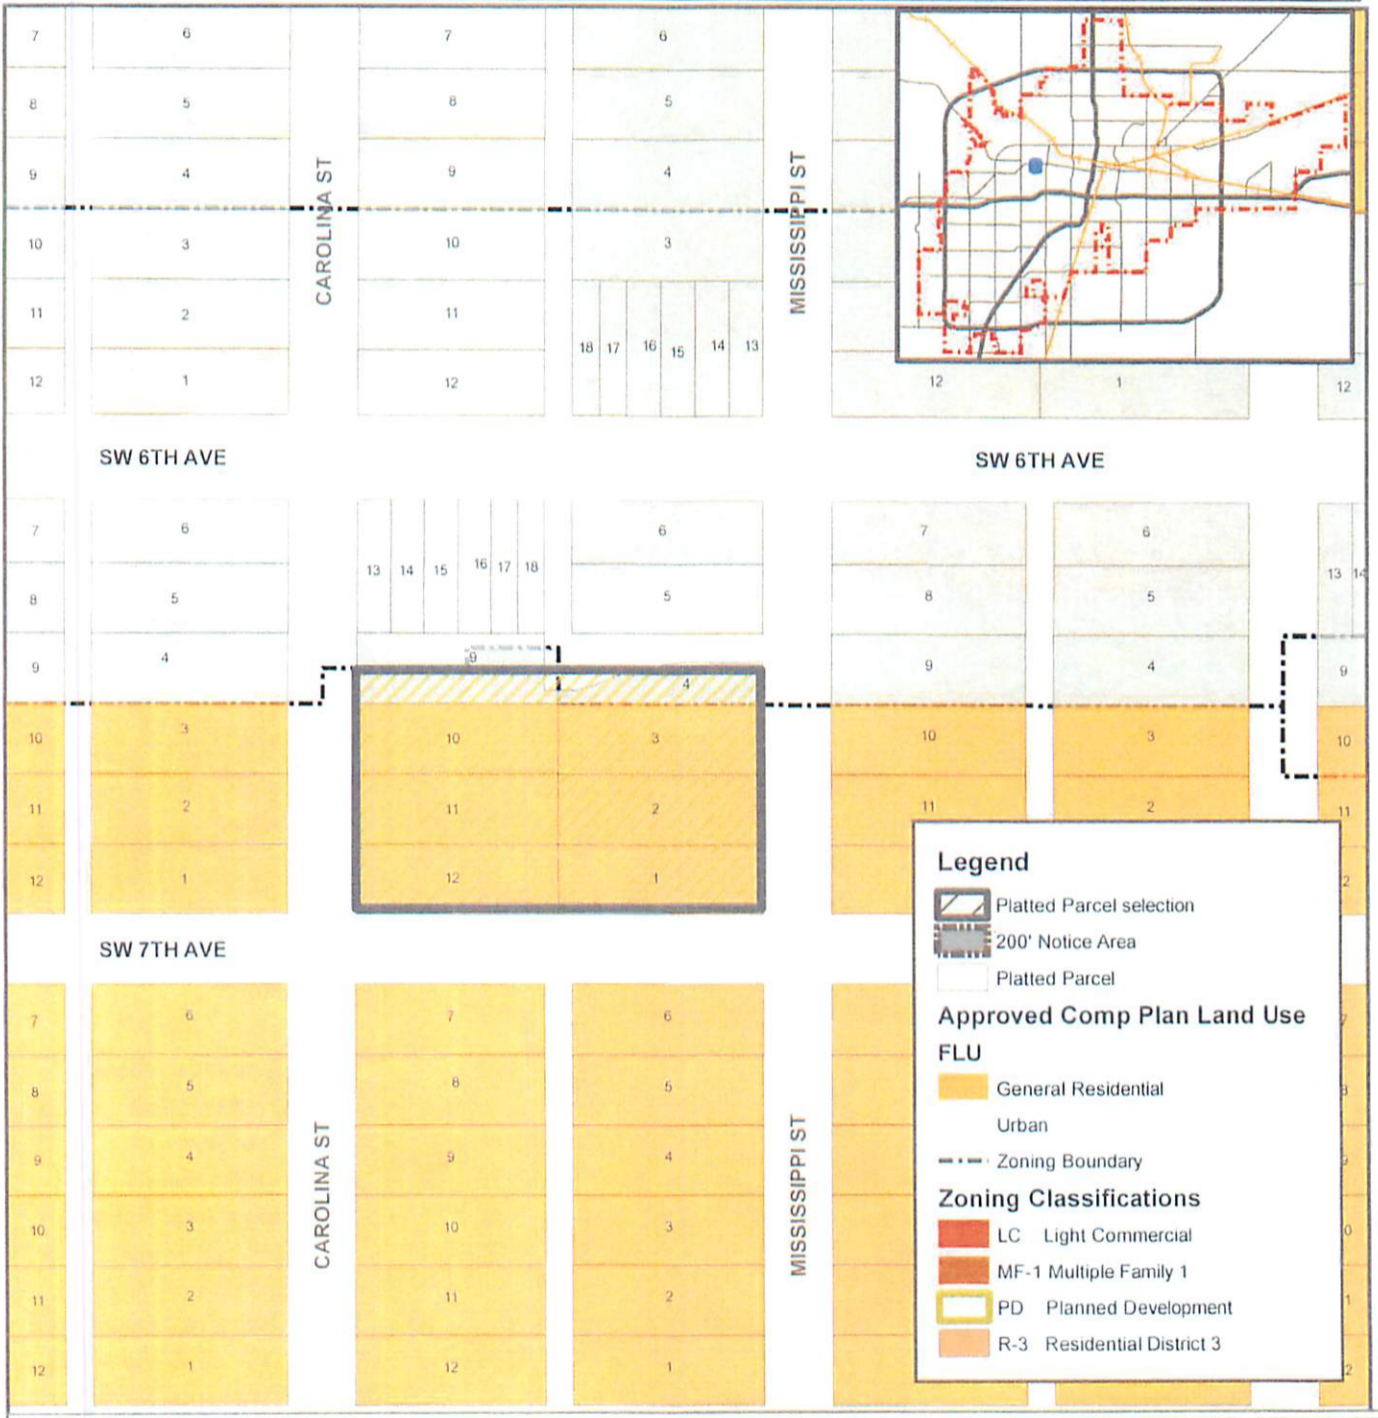 7 6 7 6
8 5 8 5
9 4 9 4
CAROLINA ST
MISSISSIPPI ST
10 3 10 3
11 2 11
18 17 16 15 14 13
12 1 12 12 1 12
SW 6TH AVE SW 6TH AVE
7 6 6 7 6
13 14 15 16 17 18 13 14
8 5 5 8 5
9 4 9 4 9 4 9
10 3 10 3 10 3 10
11 2 11 2 11 2 11
12 1 12 1 2
SW 7TH AVE
7 6 7 6
8 5 8 5
9 4 9 4
CAROLINA ST
MISSISSIPPI ST
10 3 10 3 0
11 2 11 2 1
12 1 12 1 2
Legend
Platted Parcel selection
200' Notice Area
Platted Parcel
Approved Comp Plan Land Use
FLU
General Residential
Urban
Zoning Boundary
Zoning Classifications
LC Light Commercial
MF-1 Multiple Family 1
PD Planned Development
R-3 Residential District 3